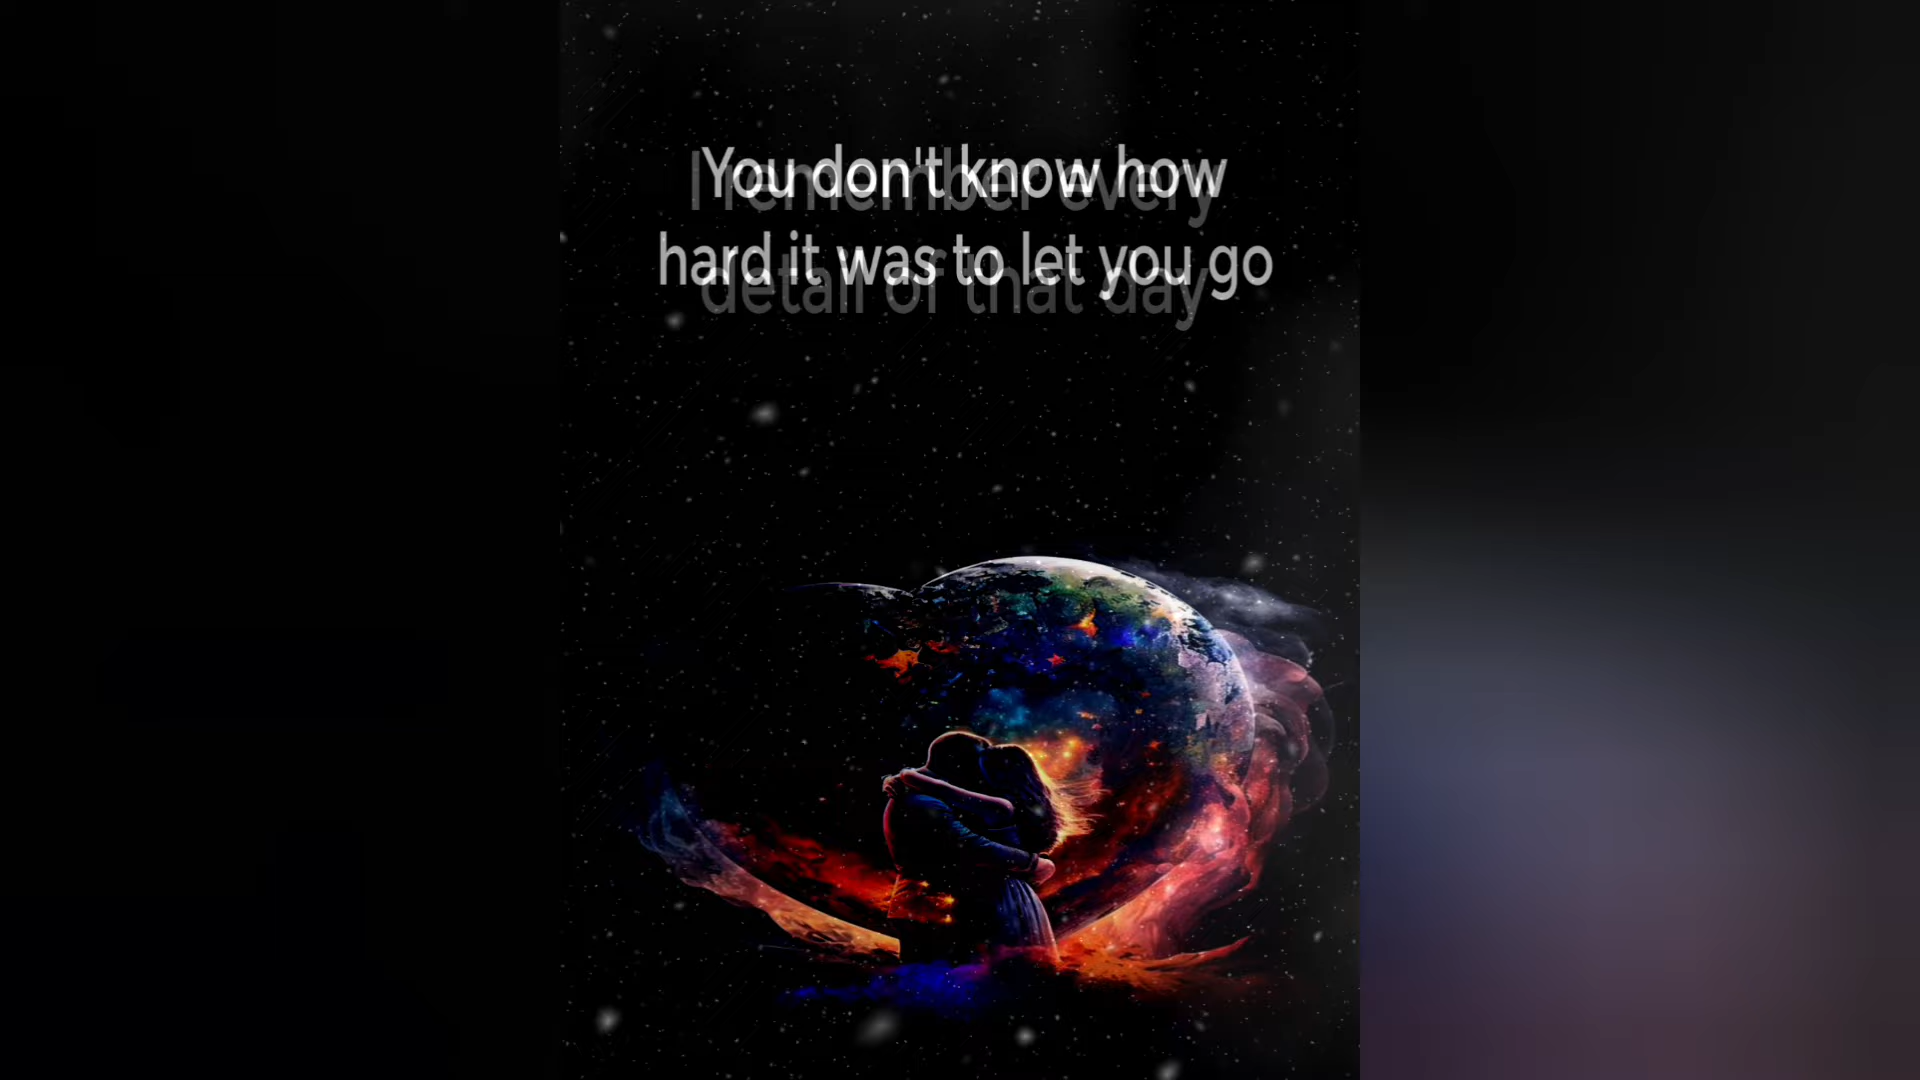 You don't know how
hard it was to let you go
I remember every
detail of that day